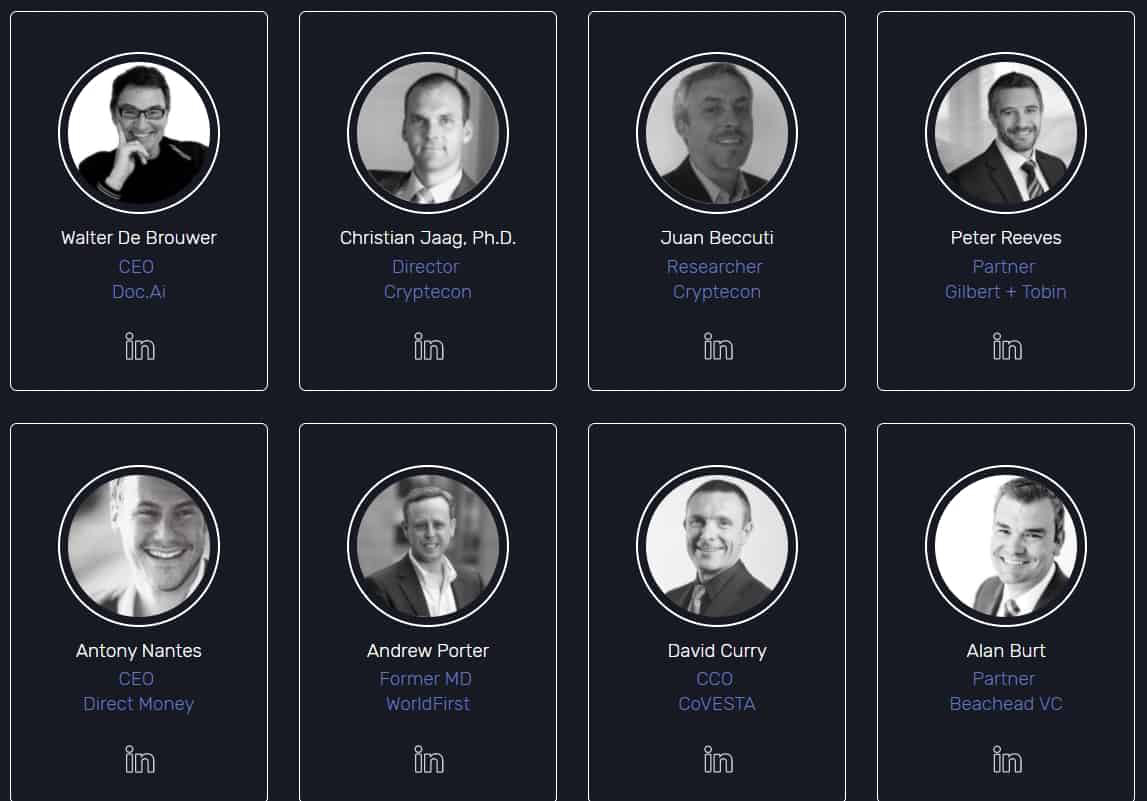 Walter De Brouwer
CEO
Doc.Ai
in
Christian Jaag, Ph.D.
Director
Cryptecon
in
Juan Beccuti
Researcher
Cryptecon
in
Peter Reeves
Partner
Gilbert + Tobin
in
Antony Nantes
CEO
Direct Money
in
Andrew Porter
Former MD
WorldFirst
in
David Curry
CCO
CoVESTA
in
Alan Burt
Partner
Beachead VC
in